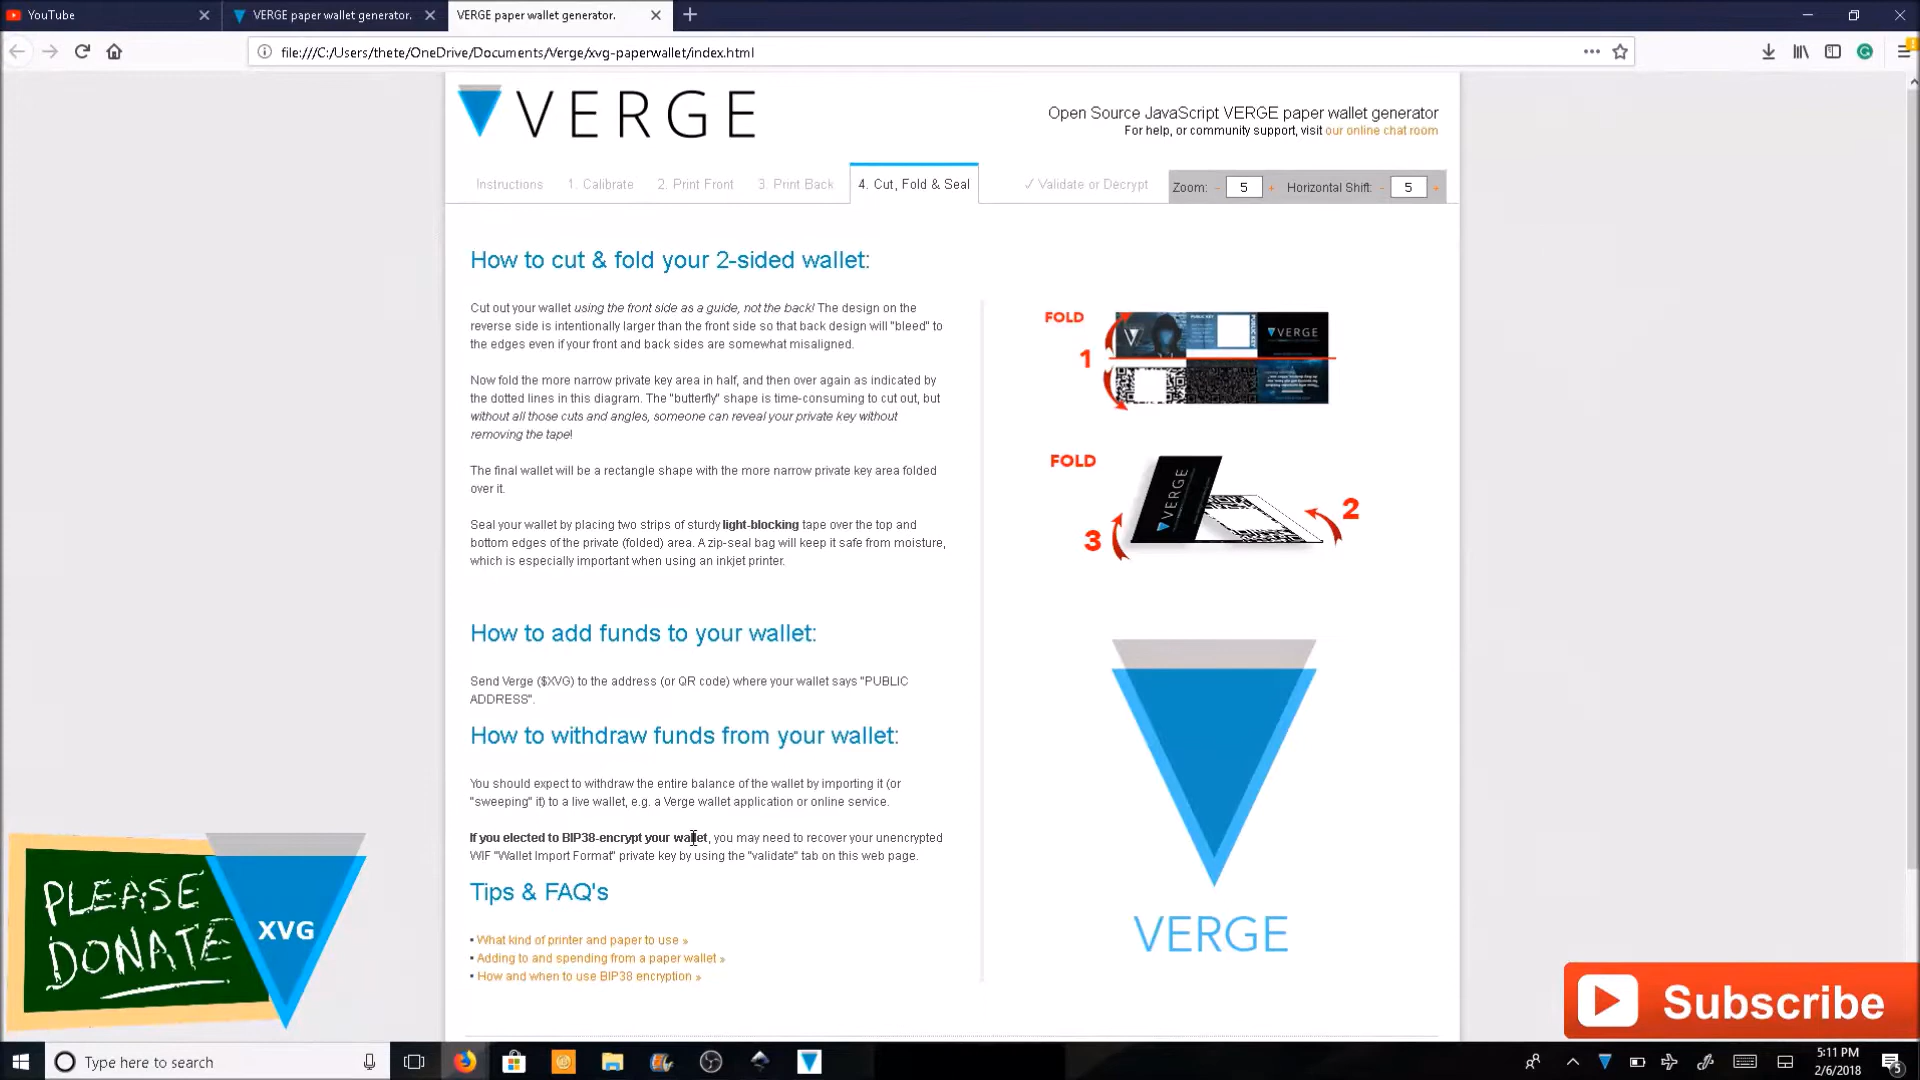 YouTube
VERGE paper wallet generator.
VERGE paper wallet generator.
file:///C:/Users/thete/OneDrive/Documents/Verge/xvg-paperwallet/index.html
VERGE
Open Source JavaScript VERGE paper wallet generator
For help, or community support, visit our online chat room
Instructions
1. Calibrate
2. Print Front
3. Print Back
4. Cut, Fold & Seal
✓ Validate or Decrypt
Zoom: - 5 +
Horizontal Shift: - 5 +
How to cut & fold your 2-sided wallet:
Cut out your wallet using the front side as a guide, not the back! The design on the
reverse side is intentionally larger than the front side so that back design will "bleed" to
the edges even if your front and back sides are somewhat misaligned.
Now fold the more narrow private key area in half, and then over again as indicated by
the dotted lines in this diagram. The "butterfly" shape is time-consuming to cut out, but
without all those cuts and angles, someone can reveal your private key without
removing the tape!
The final wallet will be a rectangle shape with the more narrow private key area folded
over it.
Seal your wallet by placing two strips of sturdy light-blocking tape over the top and
bottom edges of the private (folded) area. A zip-seal bag will keep it safe from moisture,
which is especially important when using an inkjet printer.
FOLD
1
PUBLIC KEY
VERGE
FOLD
VERGE
2
3
How to add funds to your wallet:
Send Verge ($XVG) to the address (or QR code) where your wallet says "PUBLIC
ADDRESS".
How to withdraw funds from your wallet:
You should expect to withdraw the entire balance of the wallet by importing it (or
"sweeping" it) to a live wallet, e.g. a Verge wallet application or online service.
If you elected to BIP38-encrypt your wallet, you may need to recover your unencrypted
WIF "Wallet Import Format" private key by using the "validate" tab on this web page.
Tips & FAQ's
• What kind of printer and paper to use »
• Adding to and spending from a paper wallet »
• How and when to use BIP38 encryption »
VERGE
PLEASE
DONATE
XVG
Subscribe
Type here to search
5:11 PM
2/6/2018
5